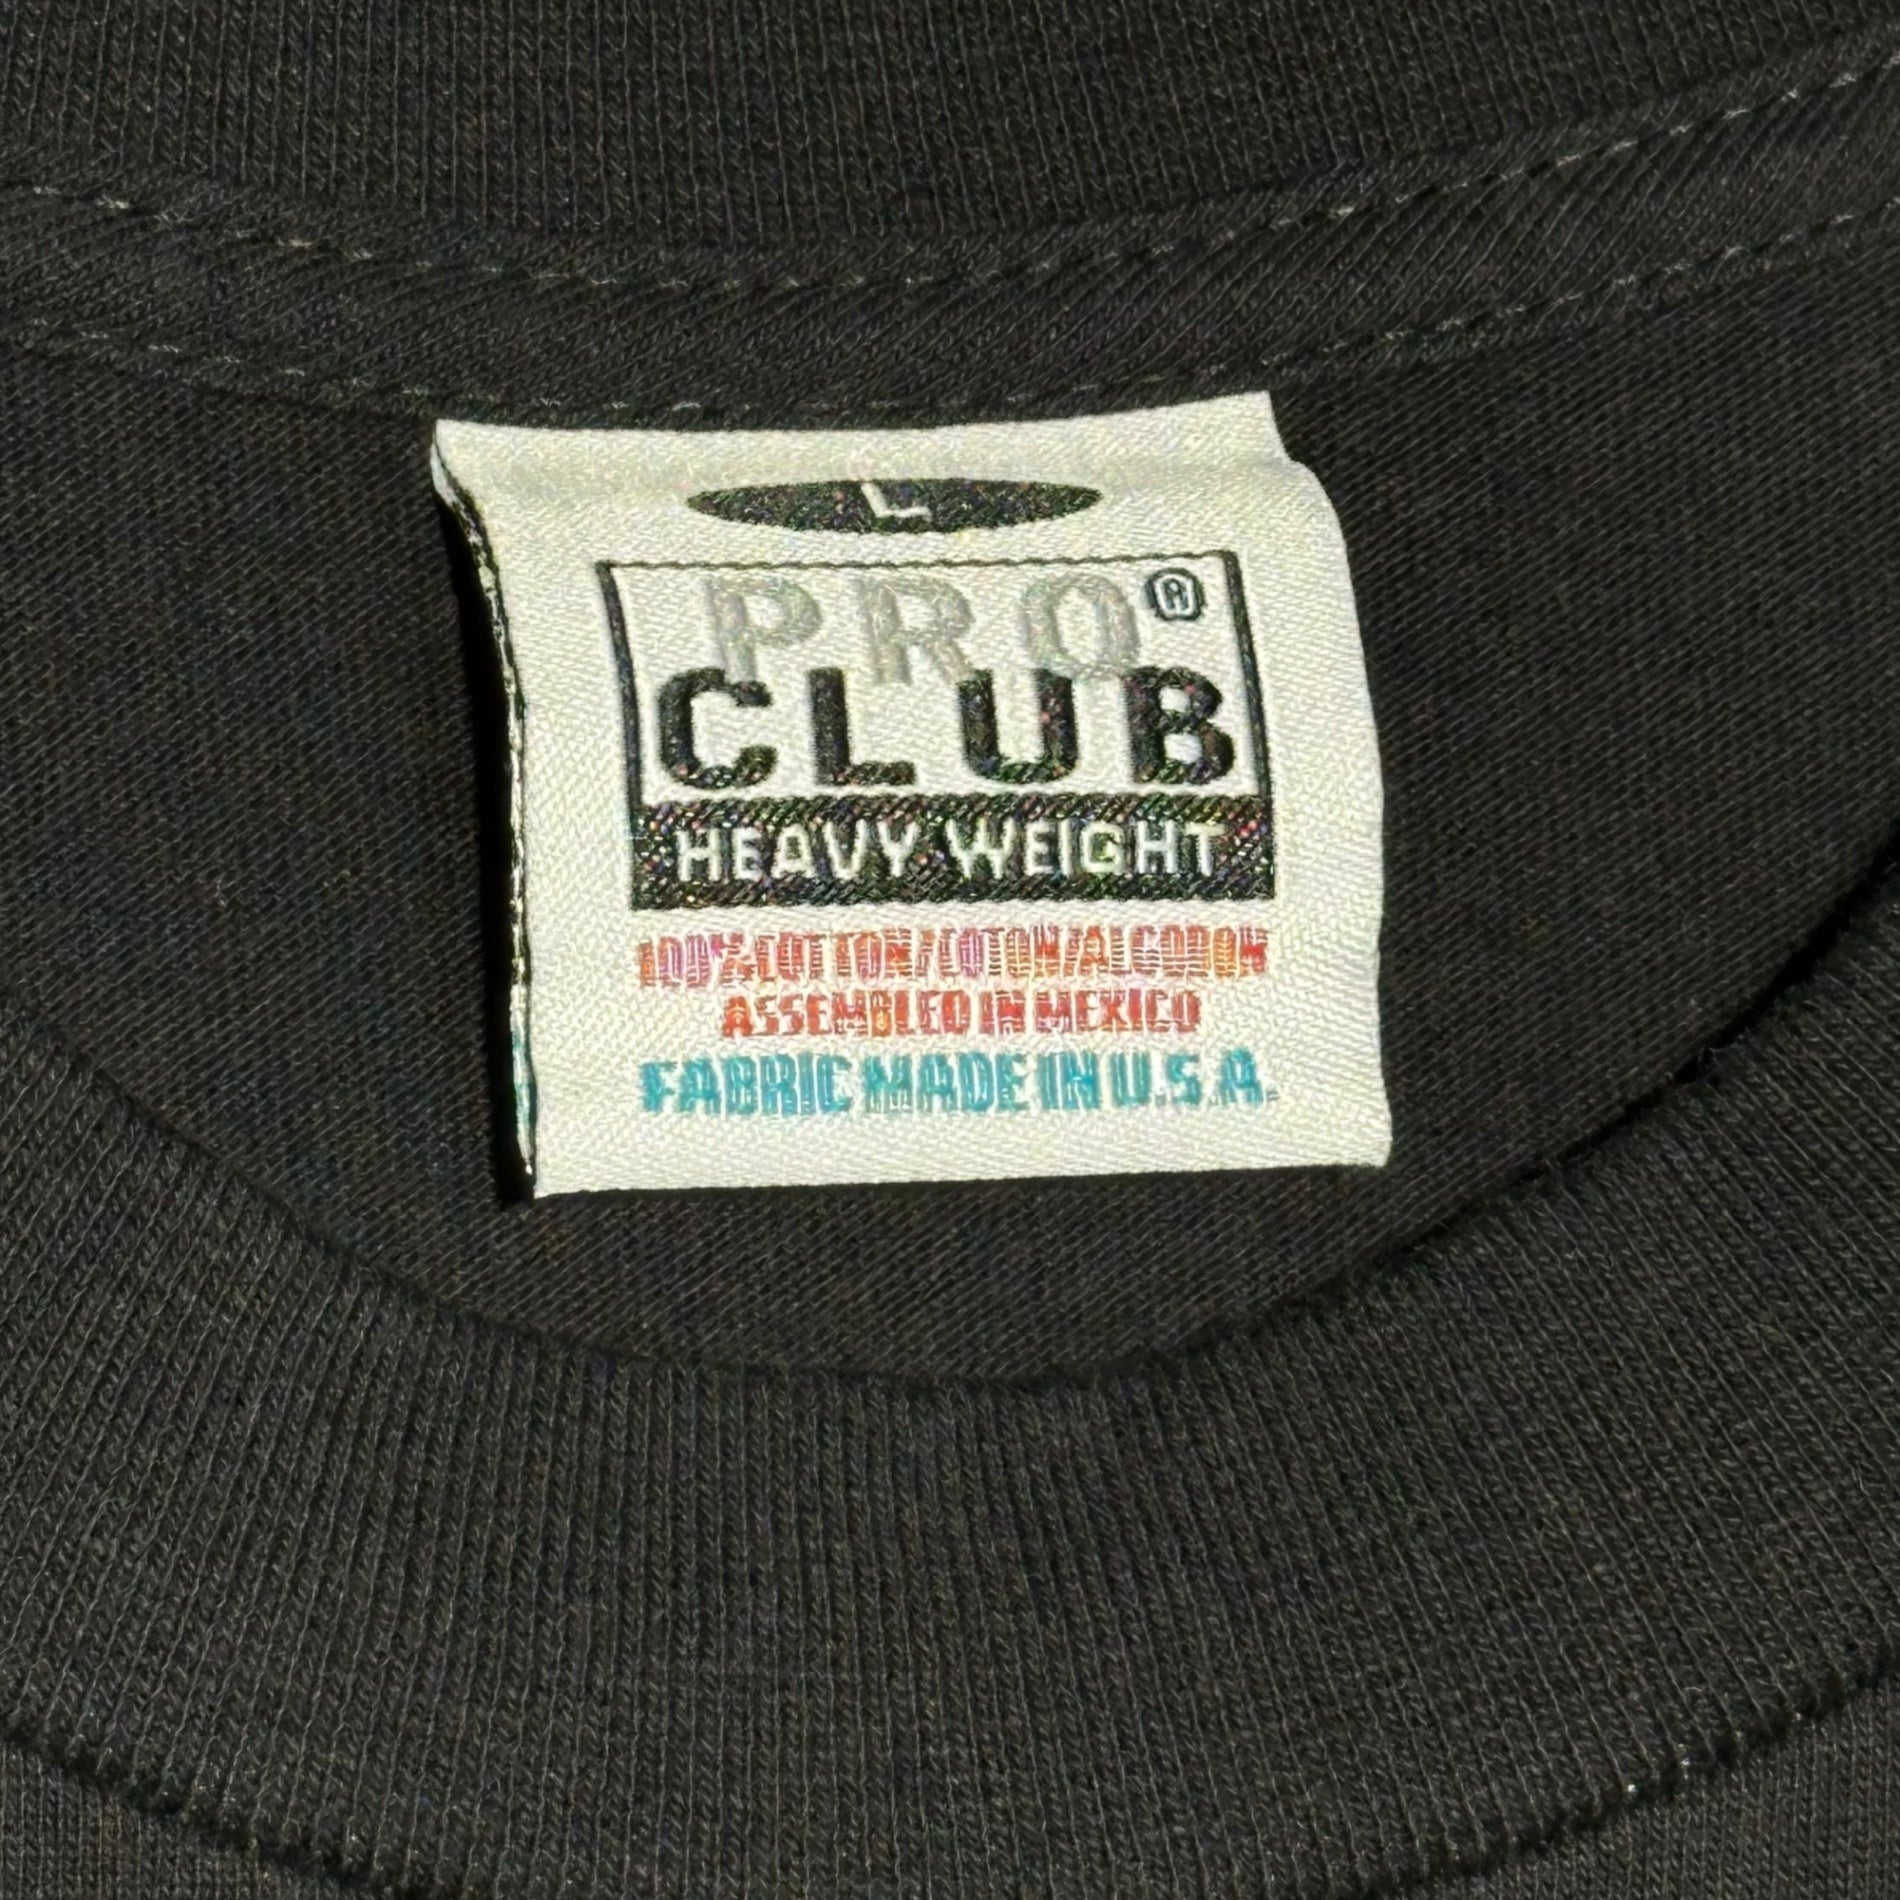 L
PRO ®
CLUB
HEAVY WEIGHT
100% COTTON/COTON/ALGODON
ASSEMBLED IN MEXICO
FABRIC MADE IN U.S.A.